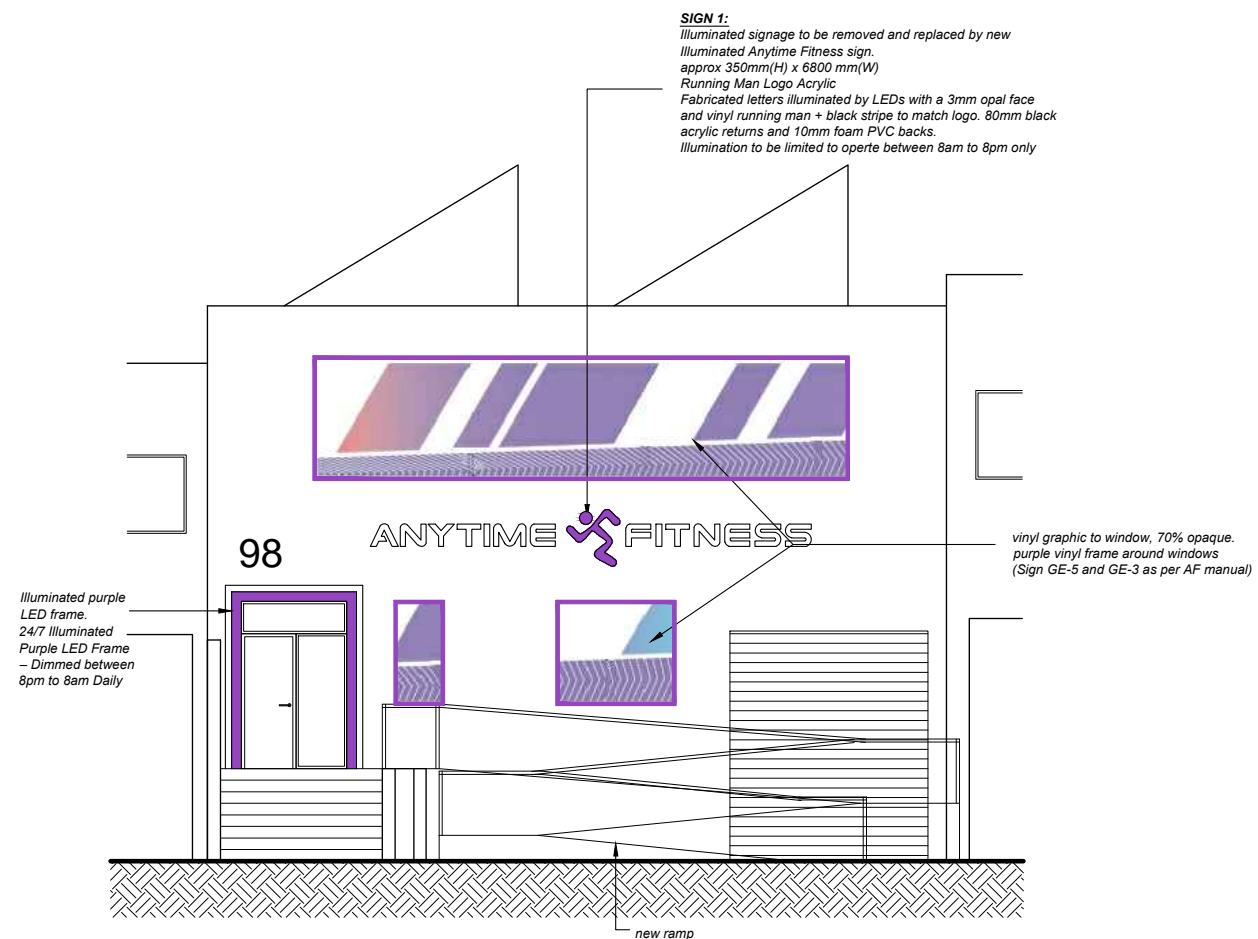 SIGN 1:
Illuminated signage to be removed and replaced by new
Illuminated Anytime Fitness sign.
approx 350mm(H) x 6800 mm(W)
Running Man Logo Acrylic
Fabricated letters illuminated by LEDs with a 3mm opal face
and vinyl running man + black stripe to match logo. 80mm black
acrylic returns and 10mm foam PVC backs.
Illumination to be limited to operte between 8am to 8pm only
ANYTIME FITNESS
98
vinyl graphic to window, 70% opaque.
purple vinyl frame around windows
(Sign GE-5 and GE-3 as per AF manual)
Illuminated purple
LED frame.
24/7 Illuminated
Purple LED Frame
– Dimmed between
8pm to 8am Daily
new ramp